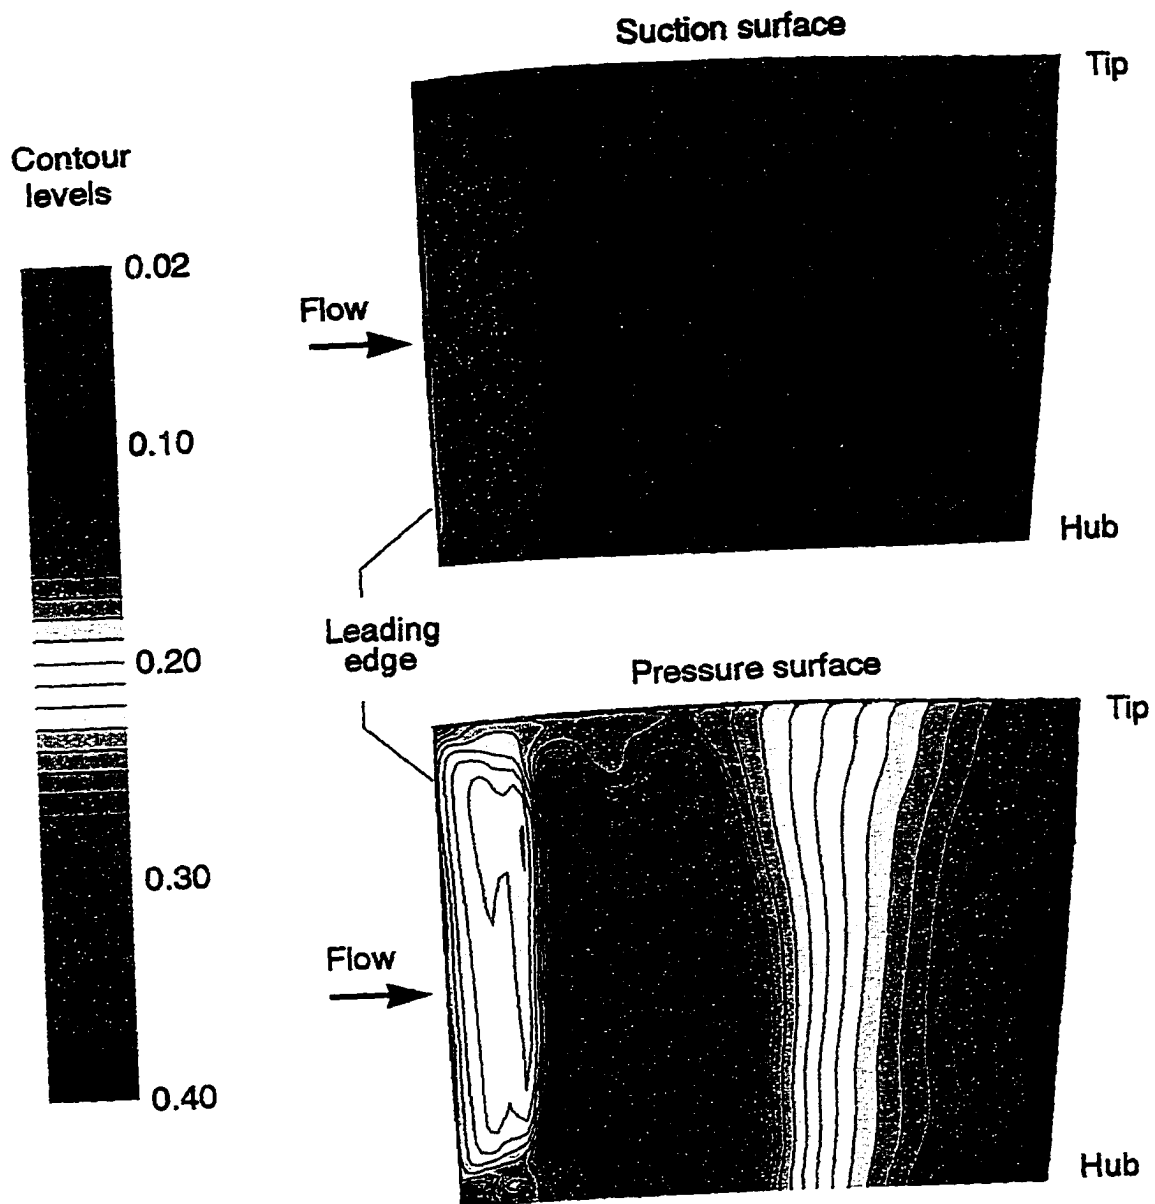 Suction surface
Tip
Contour
levels
0.02
Flow
0.10
Hub
Leading
edge
0.20
Pressure surface
Tip
0.30
Flow
0.40
Hub